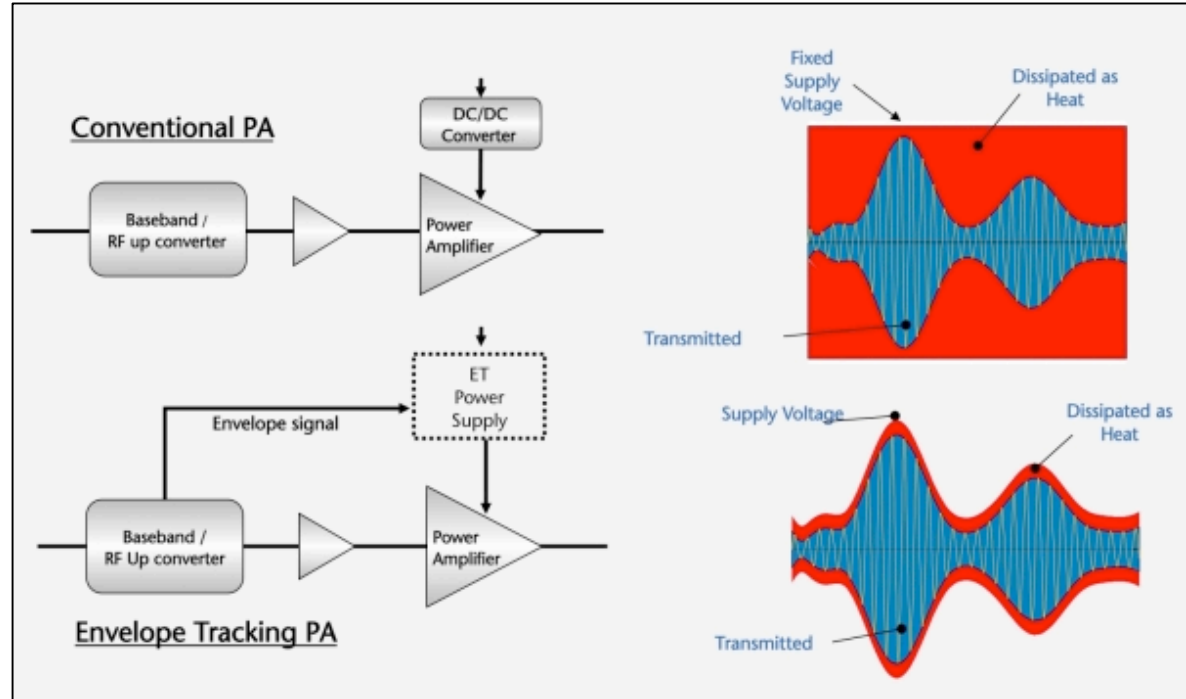 Conventional PA
DC/DC
Converter
Baseband /
RF up converter
Power
Amplifier
Fixed
Supply
Voltage
Dissipated as
Heat
Transmitted
ET
Power
Supply
Envelope signal
Baseband /
RF Up converter
Power
Amplifier
Envelope Tracking PA
Supply Voltage
Dissipated as
Heat
Transmitted